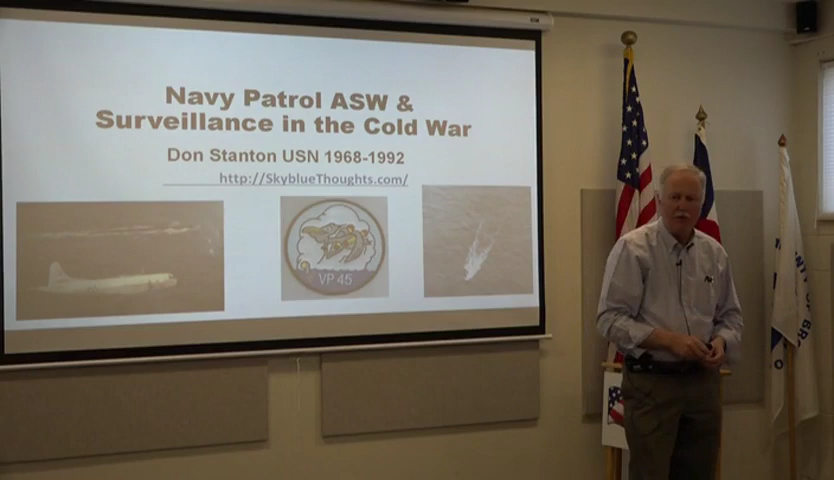 Navy Patrol ASW &
Surveillance in the Cold War
Don Stanton USN 1968-1992
http://SkyblueThoughts.com/
VP 45